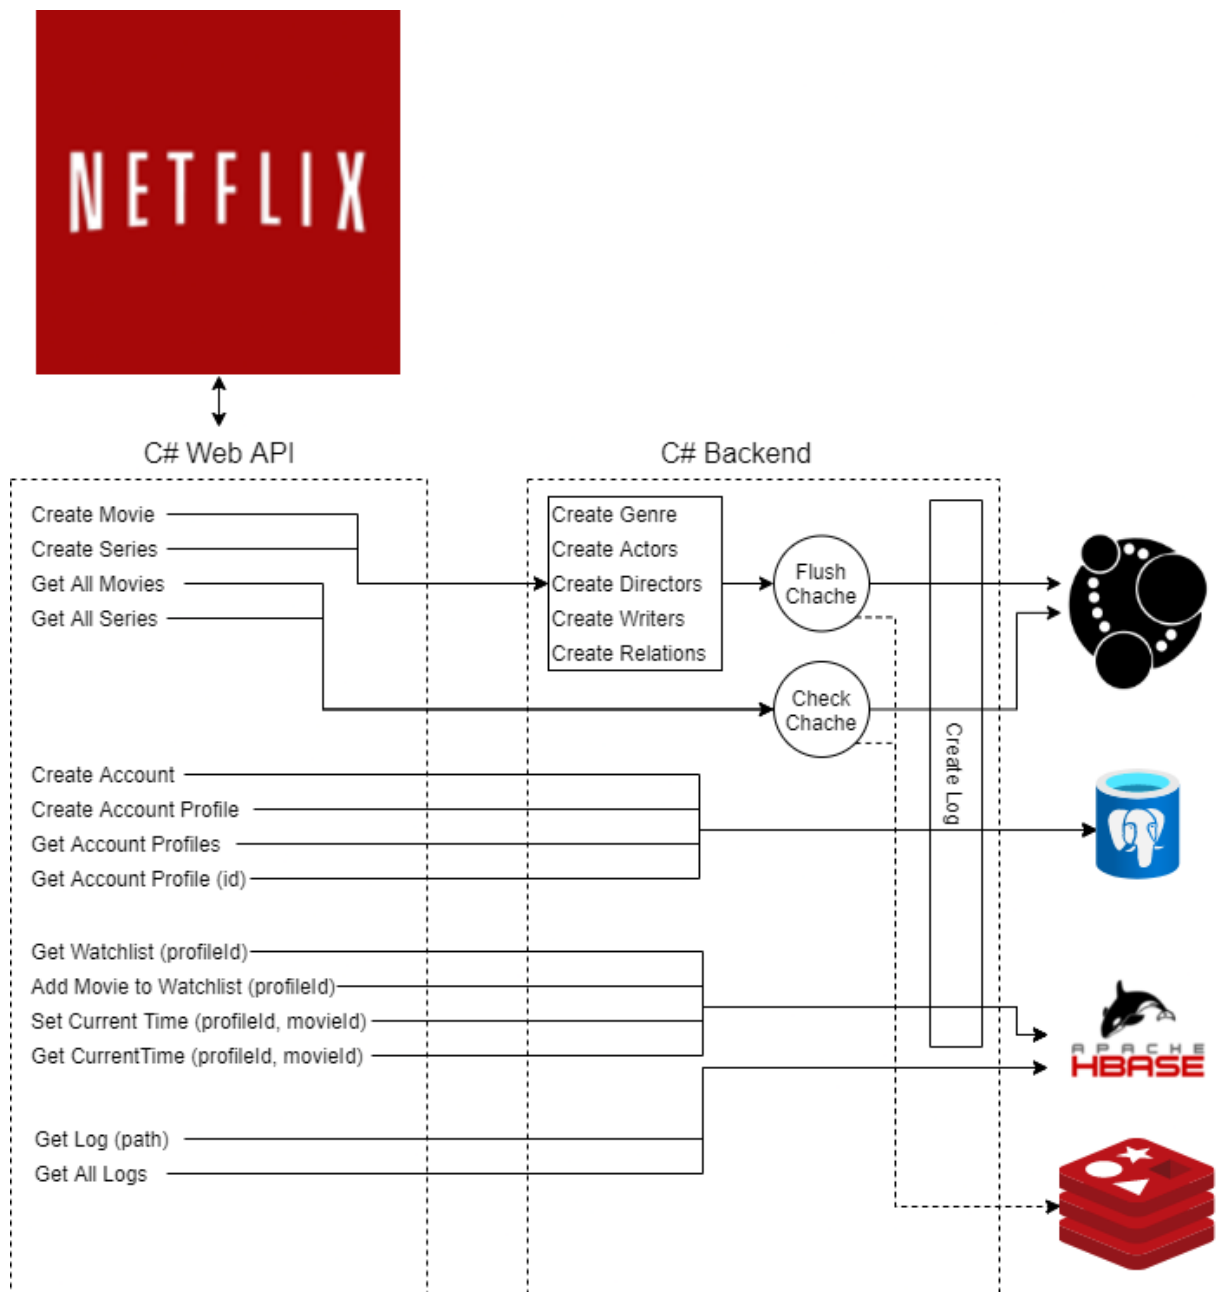 NETFLIX
C# Web API
C# Backend
Create Movie
Create Series
Get All Movies
Get All Series
Create Genre
Create Actors
Create Directors
Create Writers
Create Relations
Flush
Chache
Check
Chache
Create Log
Create Account
Create Account Profile
Get Account Profiles
Get Account Profile (id)
Get Watchlist (profileId)
Add Movie to Watchlist (profileId)
Set Current Time (profileId, movieId)
Get CurrentTime (profileId, movieId)
APACHE
HBASE
Get Log (path)
Get All Logs